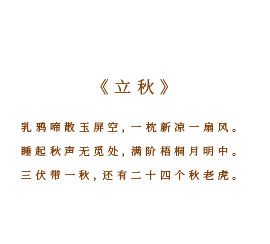 《立秋》
乳鸦啼散玉屏空，一枕新凉一扇风。
睡起秋声无觅处，满阶梧桐月明中。
三伏带一秋，还有二十四个秋老虎。